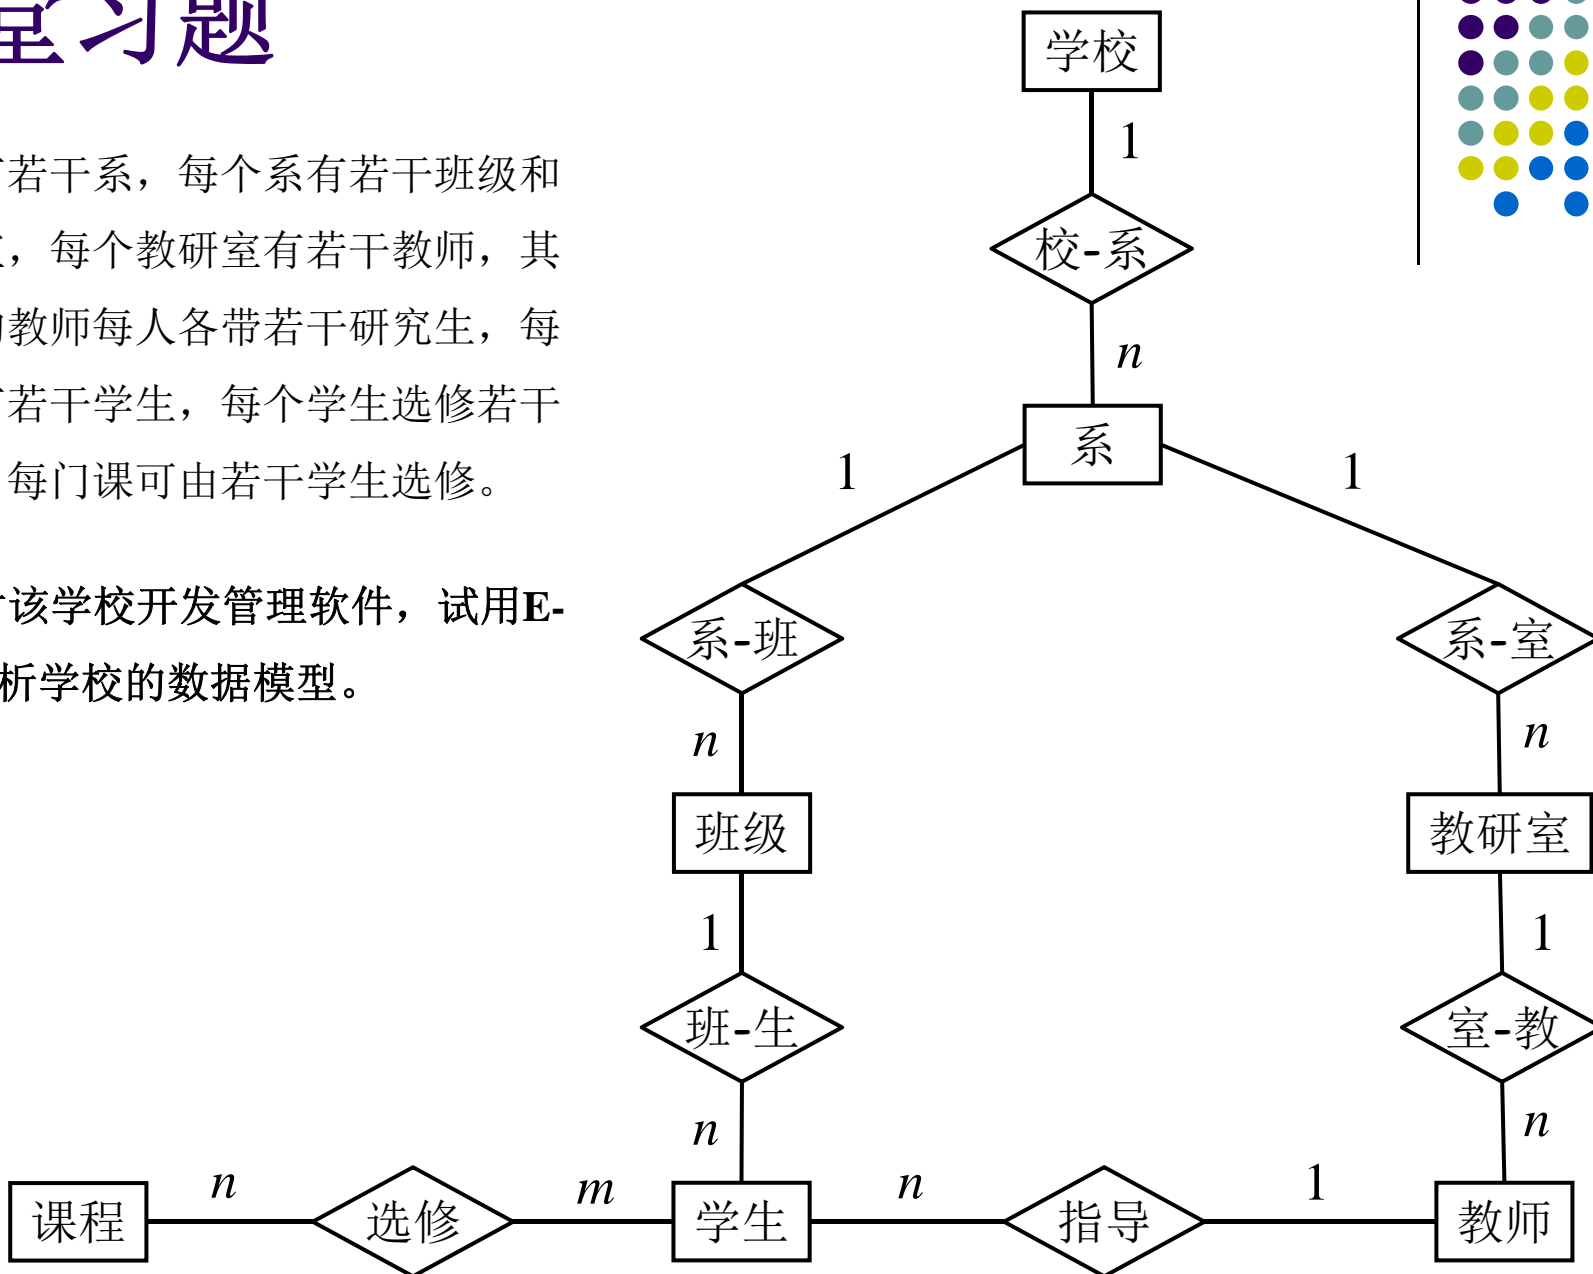 堂习题
若干系，每个系有若干班级和
，每个教研室有若干教师，其
教师每人各带若干研究生，每
若干学生，每个学生选修若干
每门课可由若干学生选修。
该学校开发管理软件，试用E-
析学校的数据模型。
学校
1
校-系
n
系
1
1
系-班
系-室
n
n
班级
教研室
1
1
班-生
室-教
n
n
课程
n
选修
m
学生
n
指导
1
教师